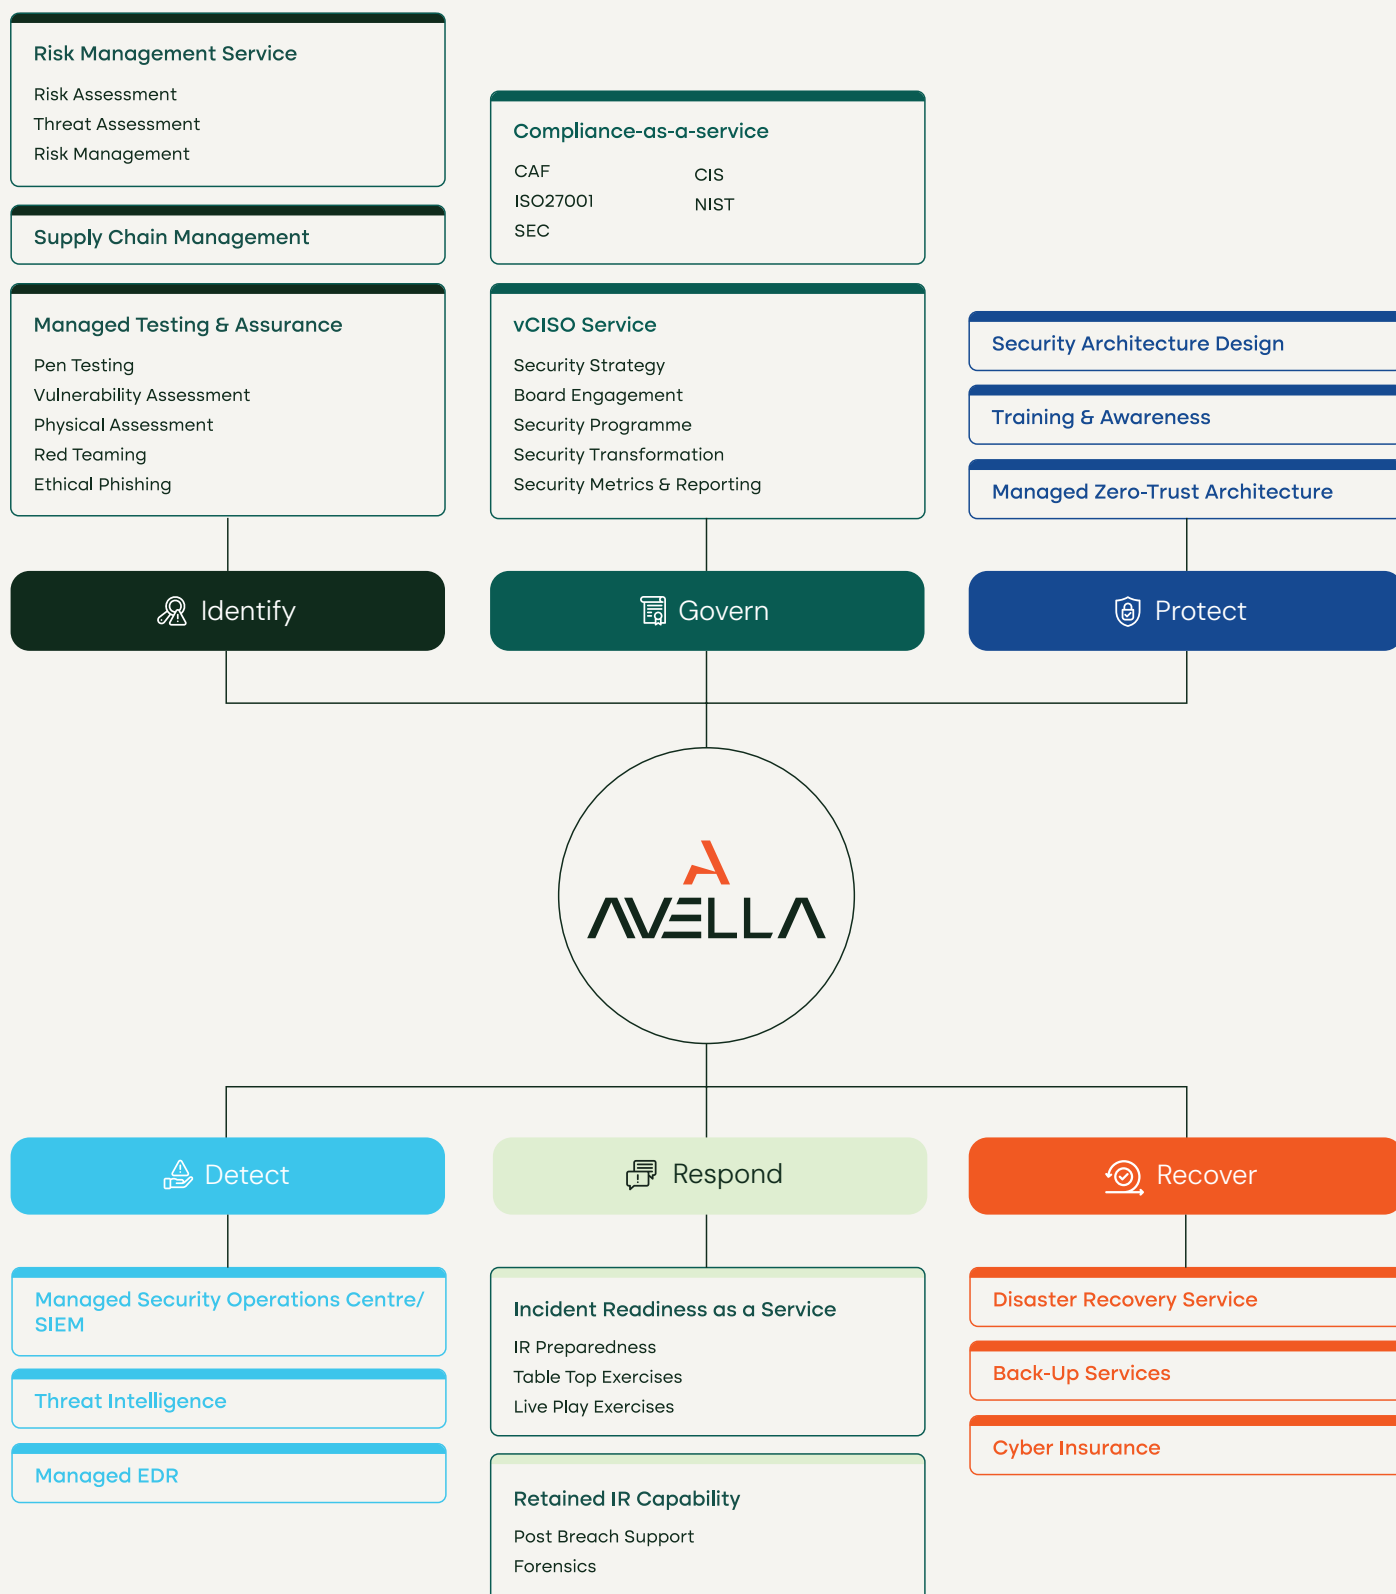 Risk Management Service
Risk Assessment
Threat Assessment
Risk Management
Supply Chain Management
Managed Testing & Assurance
Pen Testing
Vulnerability Assessment
Physical Assessment
Red Teaming
Ethical Phishing
Identify
Compliance-as-a-service
CAF
ISO27001
SEC
CIS
NIST
vCISO Service
Security Strategy
Board Engagement
Security Programme
Security Transformation
Security Metrics & Reporting
Govern
Security Architecture Design
Training & Awareness
Managed Zero-Trust Architecture
Protect
AVELLA
Detect
Managed Security Operations Centre/
SIEM
Threat Intelligence
Managed EDR
Respond
Incident Readiness as a Service
IR Preparedness
Table Top Exercises
Live Play Exercises
Retained IR Capability
Post Breach Support
Forensics
Recover
Disaster Recovery Service
Back-Up Services
Cyber Insurance